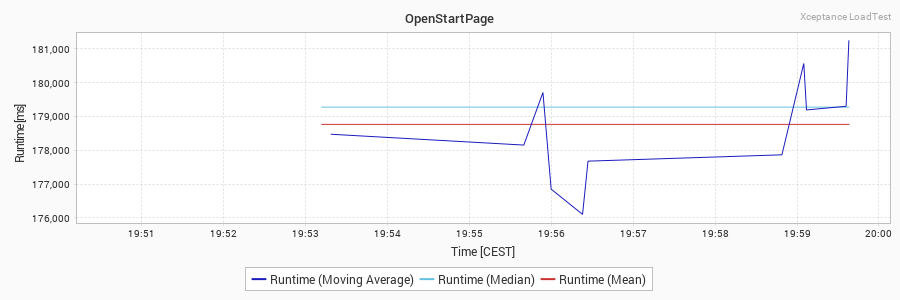 OpenStartPage
Xceptance LoadTest
Runtime [ms]
181,000
180,000
179,000
178,000
177,000
176,000
19:51 19:52 19:53 19:54 19:55 19:56 19:57 19:58 19:59 20:00
Time [CEST]
Runtime (Moving Average) Runtime (Median) Runtime (Mean)